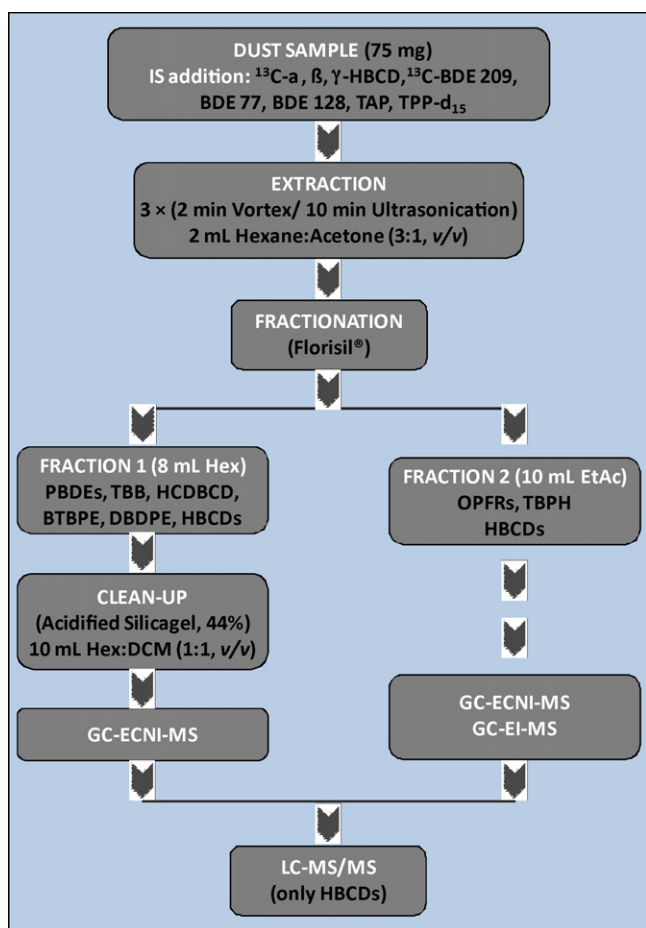 DUST SAMPLE (75 mg)
IS addition: ¹³C-a , ß, γ-HBCD,¹³C-BDE 209,
BDE 77, BDE 128, TAP, TPP-d₁₅
EXTRACTION
3 × (2 min Vortex/ 10 min Ultrasonication)
2 mL Hexane:Acetone (3:1, v/v)
FRACTIONATION
(Florisil®)
FRACTION 1 (8 mL Hex)
PBDEs, TBB, HCDBCD,
BTBPE, DBDPE, HBCDs
FRACTION 2 (10 mL EtAc)
OPFRs, TBPH
HBCDs
CLEAN-UP
(Acidified Silicagel, 44%)
10 mL Hex:DCM (1:1, v/v)
GC-ECNI-MS
GC-ECNI-MS
GC-EI-MS
LC-MS/MS
(only HBCDs)